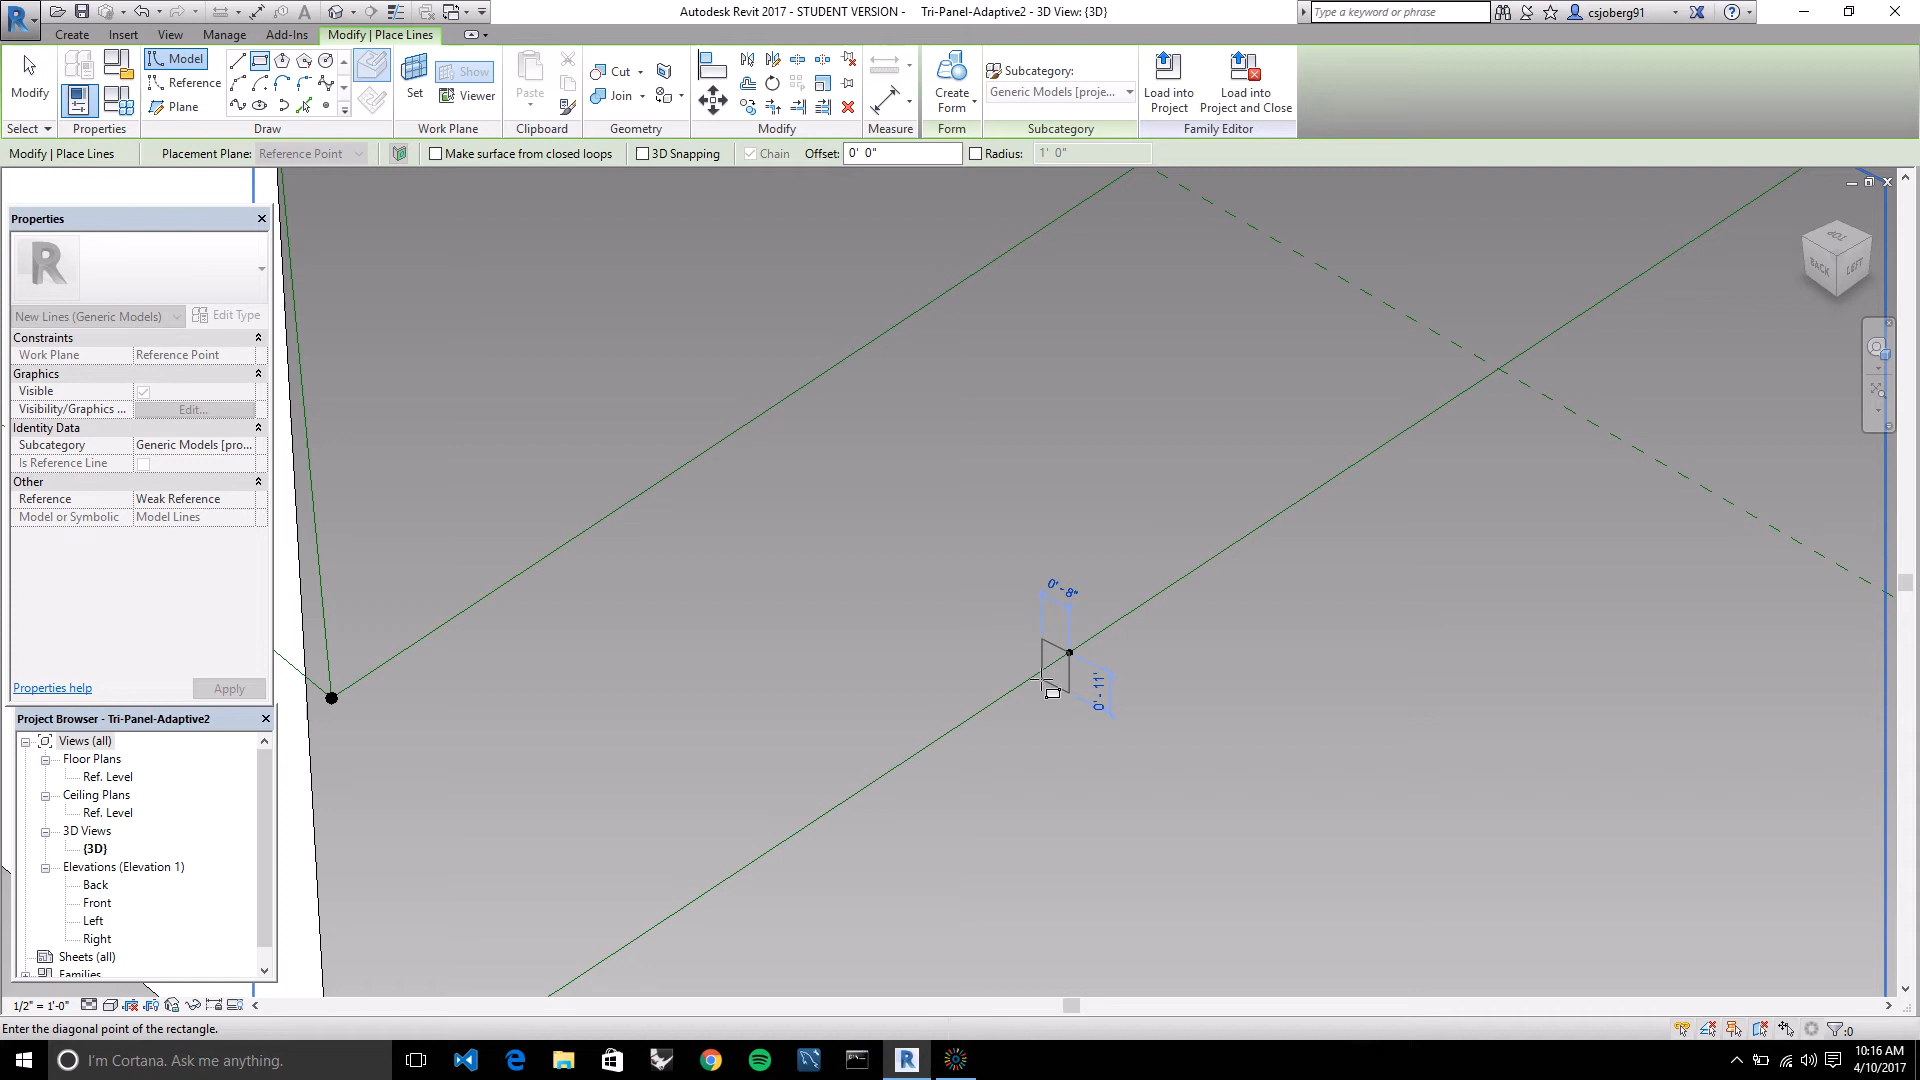 Autodesk Revit 2017 - STUDENT VERSION - Tri-Panel-Adaptive2 - 3D View: {3D}
Type a keyword or phrase
csjoberg91
Create Insert View Manage Add-Ins Modify | Place Lines
Modify
Select
Properties
Model
Reference
Plane
Draw
Set
Show
Viewer
Work Plane
Paste
Clipboard
Cut
Join
Geometry
Modify
Measure
Create Form
Form
Subcategory:
Generic Models [proje...
Subcategory
Load into Project
Load into Project and Close
Family Editor
Modify | Place Lines
Placement Plane: Reference Point
Make surface from closed loops
3D Snapping
Chain
Offset: 0' 0"
Radius: 1' 0"
Properties
R
New Lines (Generic Models)
Edit Type
Constraints
Work Plane Reference Point
Graphics
Visible
Visibility/Graphics ... Edit...
Identity Data
Subcategory Generic Models [pro...
Is Reference Line
Other
Reference Weak Reference
Model or Symbolic Model Lines
Properties help
Apply
Project Browser - Tri-Panel-Adaptive2
Views (all)
Floor Plans
Ref. Level
Ceiling Plans
Ref. Level
3D Views
{3D}
Elevations (Elevation 1)
Back
Front
Left
Right
Sheets (all)
Families
TOP
BACK
LEFT
0' - 8"
0' - 11"
1/2" = 1'-0"
Enter the diagonal point of the rectangle.
:0
I'm Cortana. Ask me anything.
10:16 AM
4/10/2017